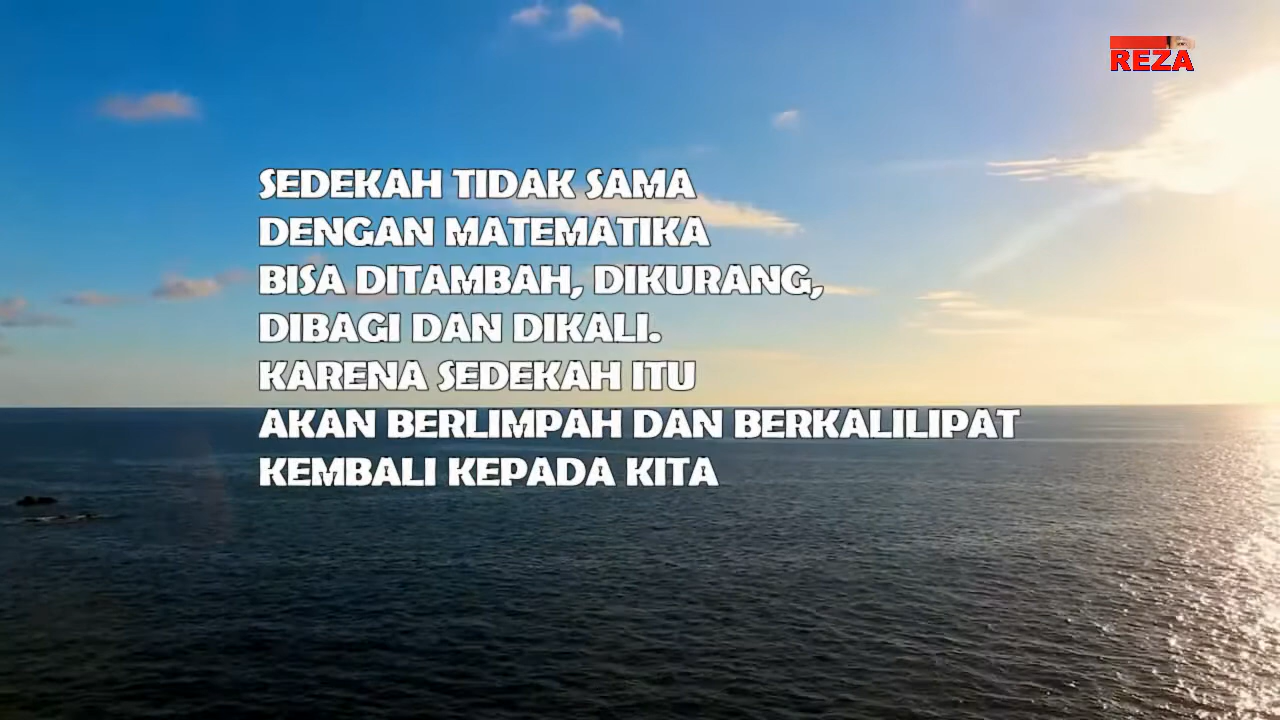 REZA
SEDEKAH TIDAK SAMA
DENGAN MATEMATIKA
BISA DITAMBAH, DIKURANG,
DIBAGI DAN DIKALI.
KARENA SEDEKAH ITU
AKAN BERLIMPAH DAN BERKALILIPAT
KEMBALI KEPADA KITA